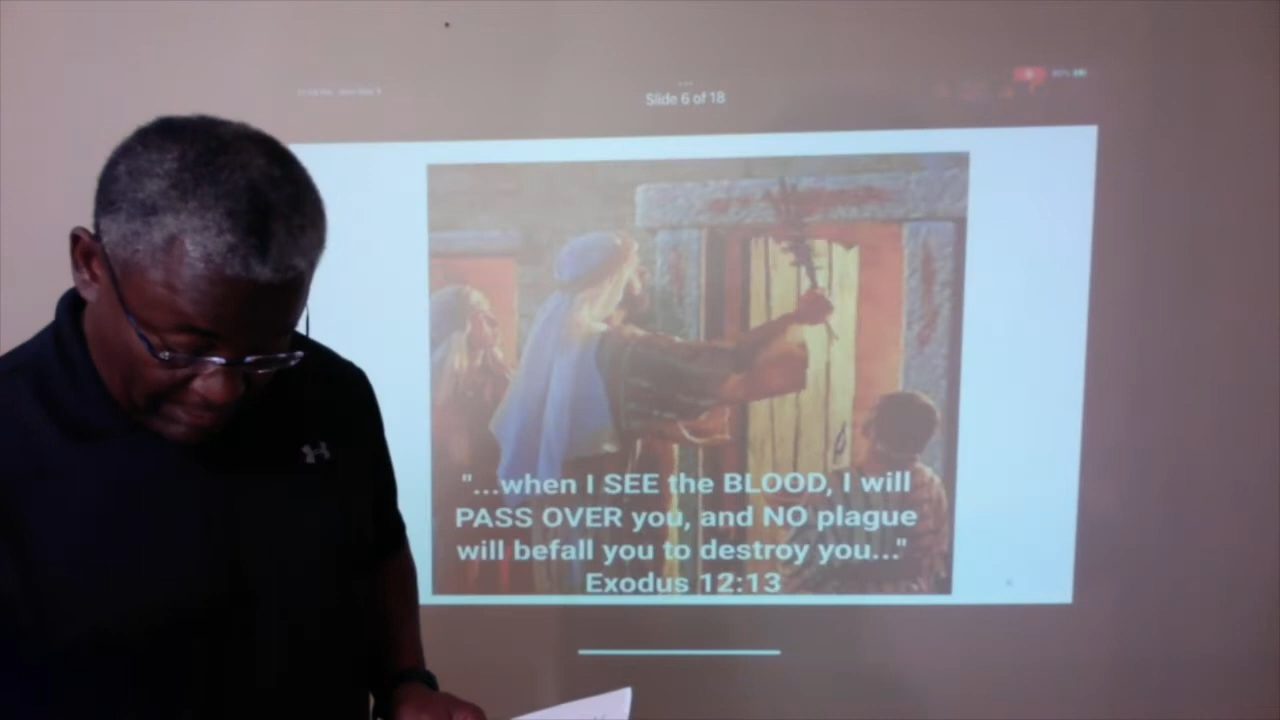 Slide 6 of 18
"...when I SEE the BLOOD, I will
PASS OVER you, and NO plague
will befall you to destroy you..."
Exodus 12:13